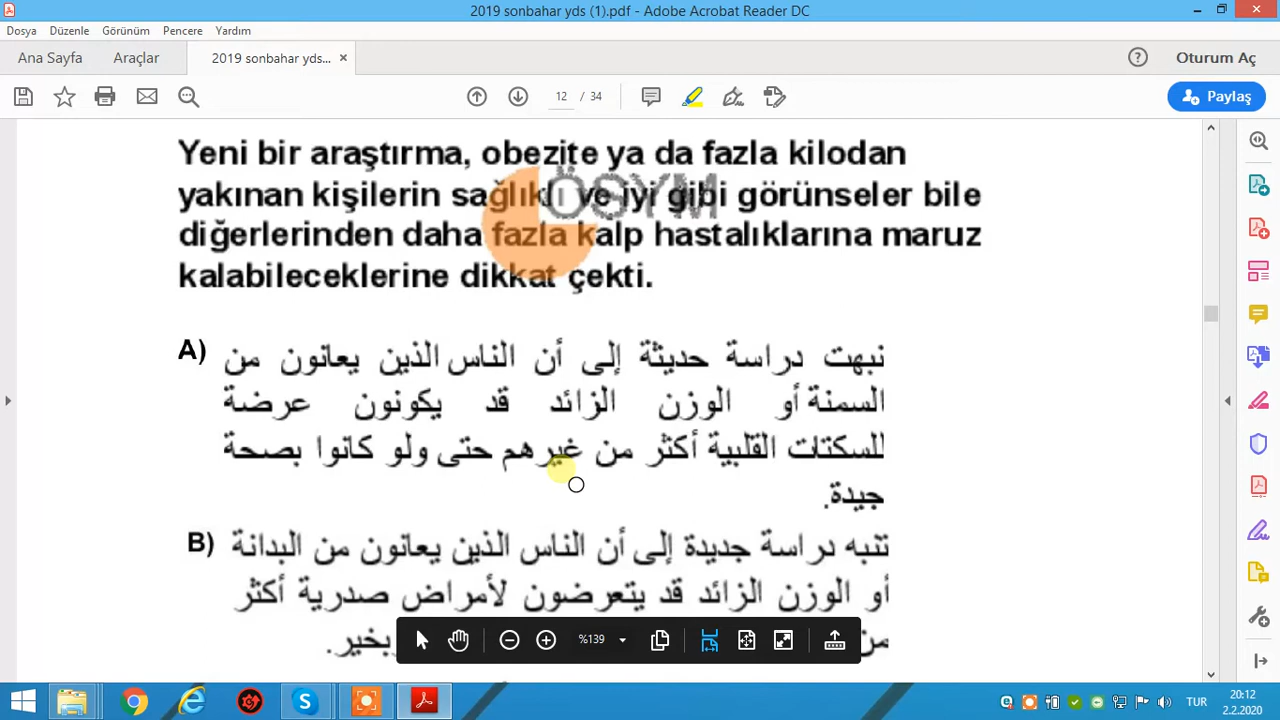 2019 sonbahar yds (1).pdf - Adobe Acrobat Reader DC
Dosya Düzenle Görünüm Pencere Yardım
Ana Sayfa Araçlar 2019 sonbahar yds... × ? Oturum Aç
12 / 34 Paylaş
Yeni bir araştırma, obezite ya da fazla kilodan
yakınan kişilerin sağlıklı ve iyi gibi görünseler bile
diğerlerinden daha fazla kalp hastalıklarına maruz
kalabileceklerine dikkat çekti.
ÖSYM
A) نبهت دراسة حديثة إلى أن الناس الذين يعانون من
السمنة أو الوزن الزائد قد يكونون عرضة
للسكتات القلبية أكثر من غيرهم حتى ولو كانوا بصحة
جيدة.
B) تنبه دراسة جديدة إلى أن الناس الذين يعانون من البدانة
أو الوزن الزائد قد يتعرضون لأمراض صدرية أكثر
من بخير.
%139
TUR 20:12
2.2.2020